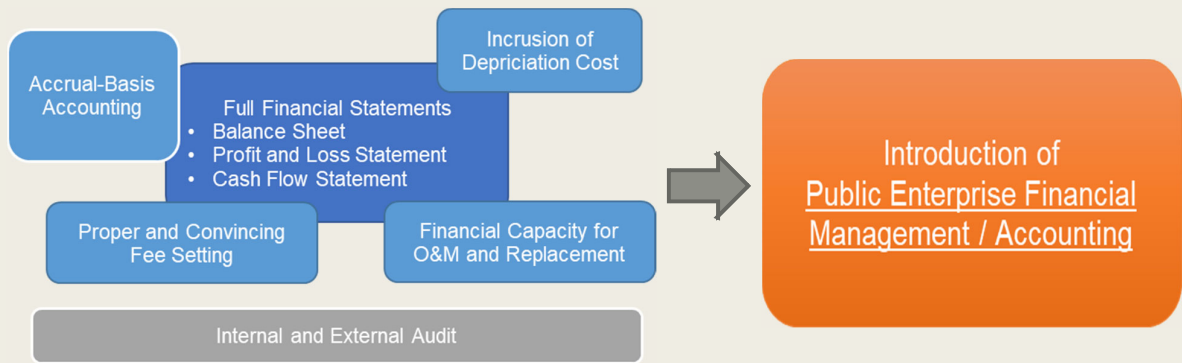 Incrusion of
Depriciation Cost
Accrual-Basis
Accounting
Full Financial Statements
• Balance Sheet
• Profit and Loss Statement
• Cash Flow Statement
Proper and Convincing
Fee Setting
Financial Capacity for
O&M and Replacement
Internal and External Audit
Introduction of
Public Enterprise Financial
Management / Accounting